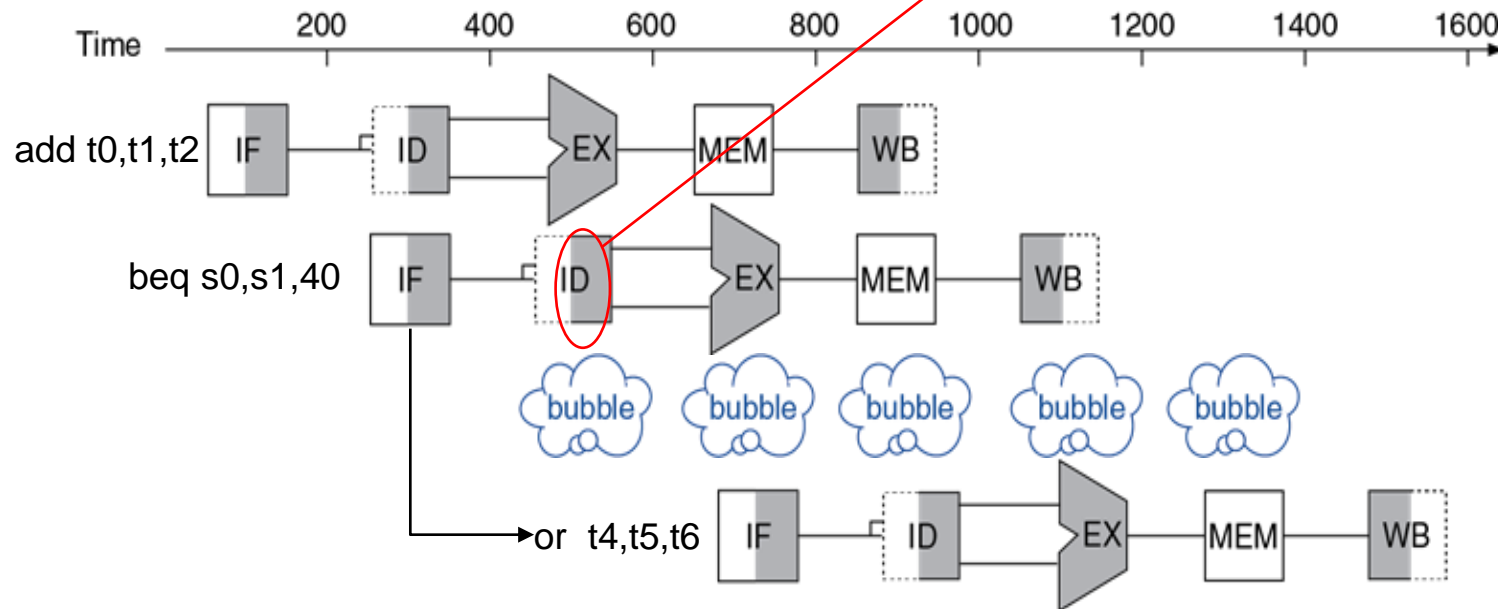 Time 200 400 600 800 1000 1200 1400 1600
add t0,t1,t2 IF ID EX MEM WB
beq s0,s1,40 IF ID EX MEM WB
bubble bubble bubble bubble bubble
or t4,t5,t6 IF ID EX MEM WB